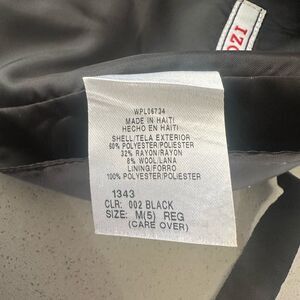 IZO
WPL06734
MADE IN HAITI
HECHO EN HAITI
SHELL/TELA EXTERIOR
60% POLYESTER/POLIESTER
32% RAYON/RAYON
8% WOOL/LANA
LINING/FORRO
100% POLYESTER/POLIESTER
1343
CLR: 002 BLACK
SIZE: M(5) REG
(CARE OVER)